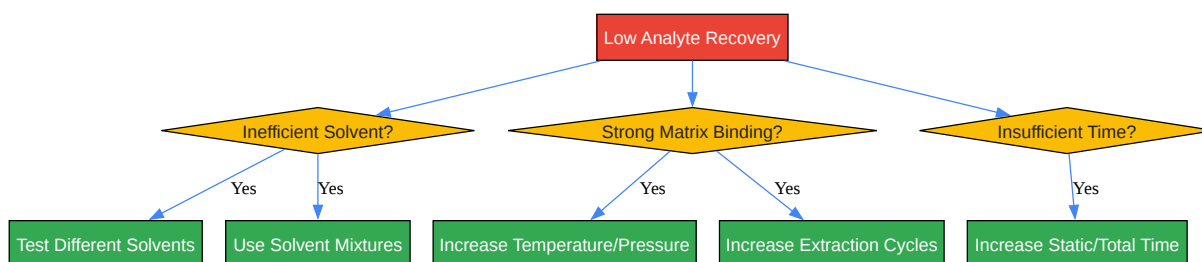 Low Analyte Recovery
Inefficient Solvent?
Strong Matrix Binding?
Insufficient Time?
Yes
Yes
Yes
Yes
Yes
Test Different Solvents
Use Solvent Mixtures
Increase Temperature/Pressure
Increase Extraction Cycles
Increase Static/Total Time